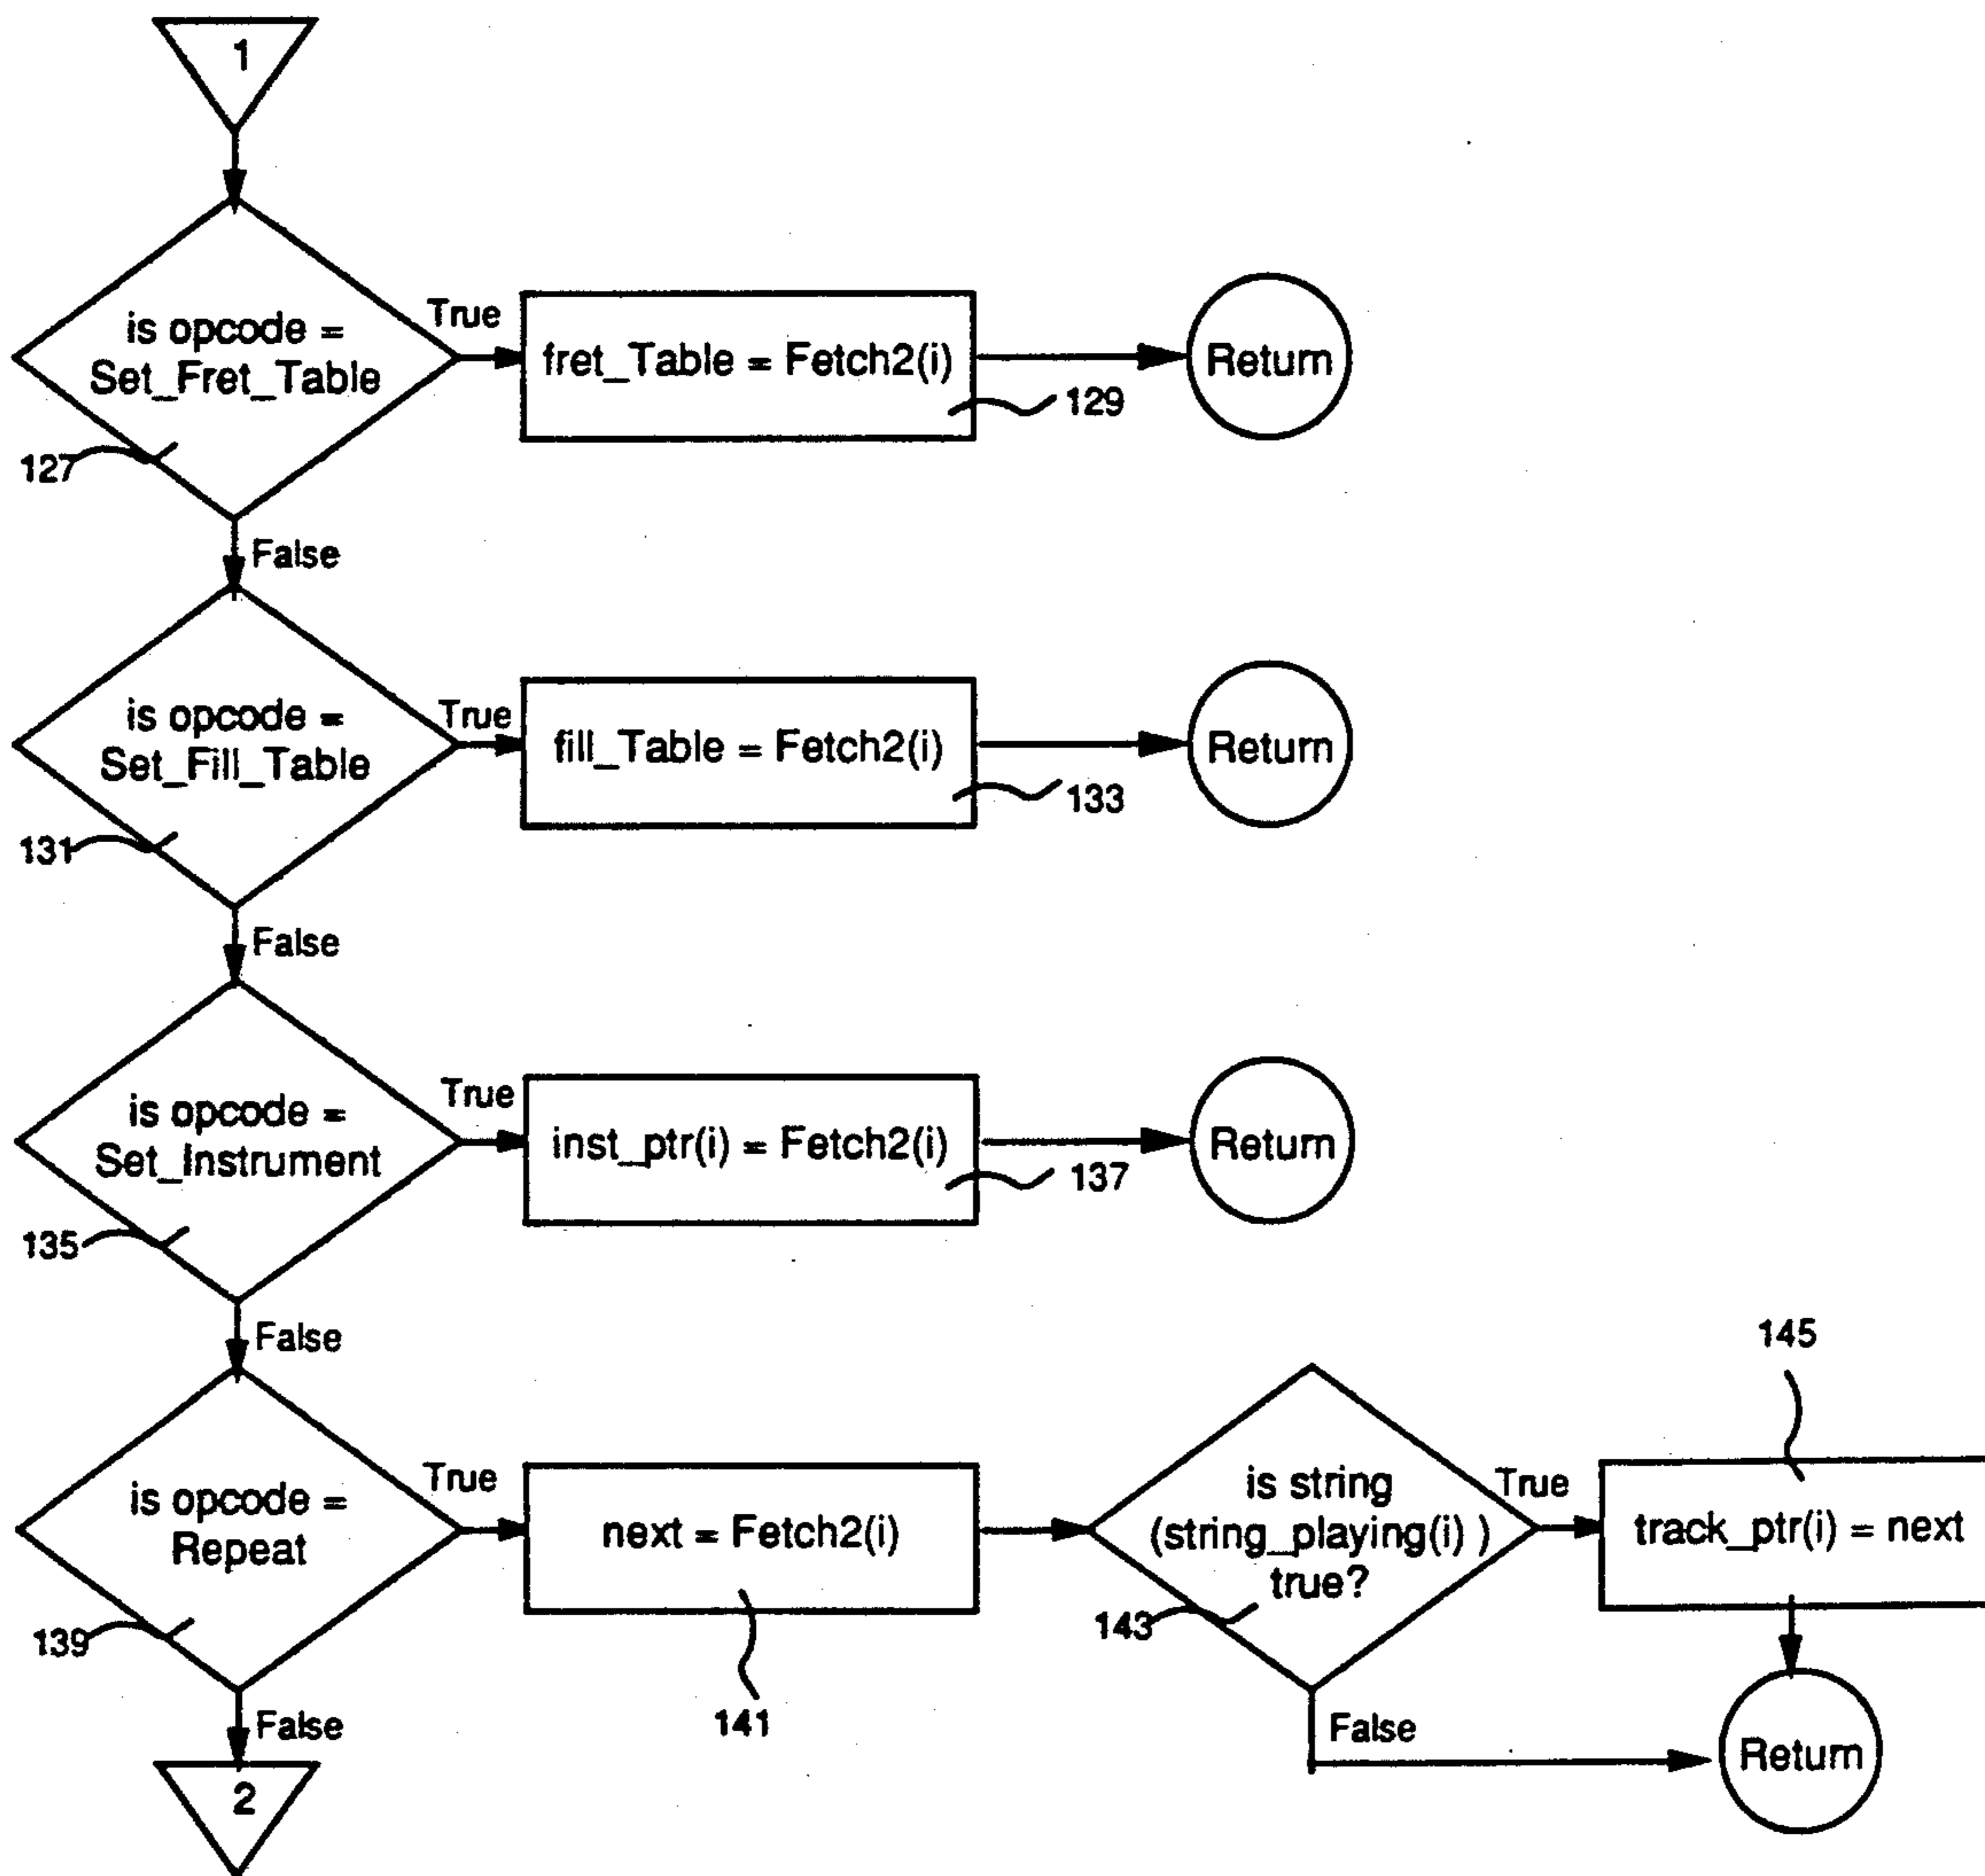 1
is opcode =
Set_Fret_Table
True
fret_Table = Fetch2(i)
Return
129
127
False
is opcode =
Set_Fill_Table
True
fill_Table = Fetch2(i)
Return
133
131
False
is opcode =
Set_Instrument
True
inst_ptr(i) = Fetch2(i)
Return
137
135
False
is opcode =
Repeat
True
next = Fetch2(i)
is string
(string_playing(i) )
true?
True
145
track_ptr(i) = next
139
141
143
False
False
Return
2